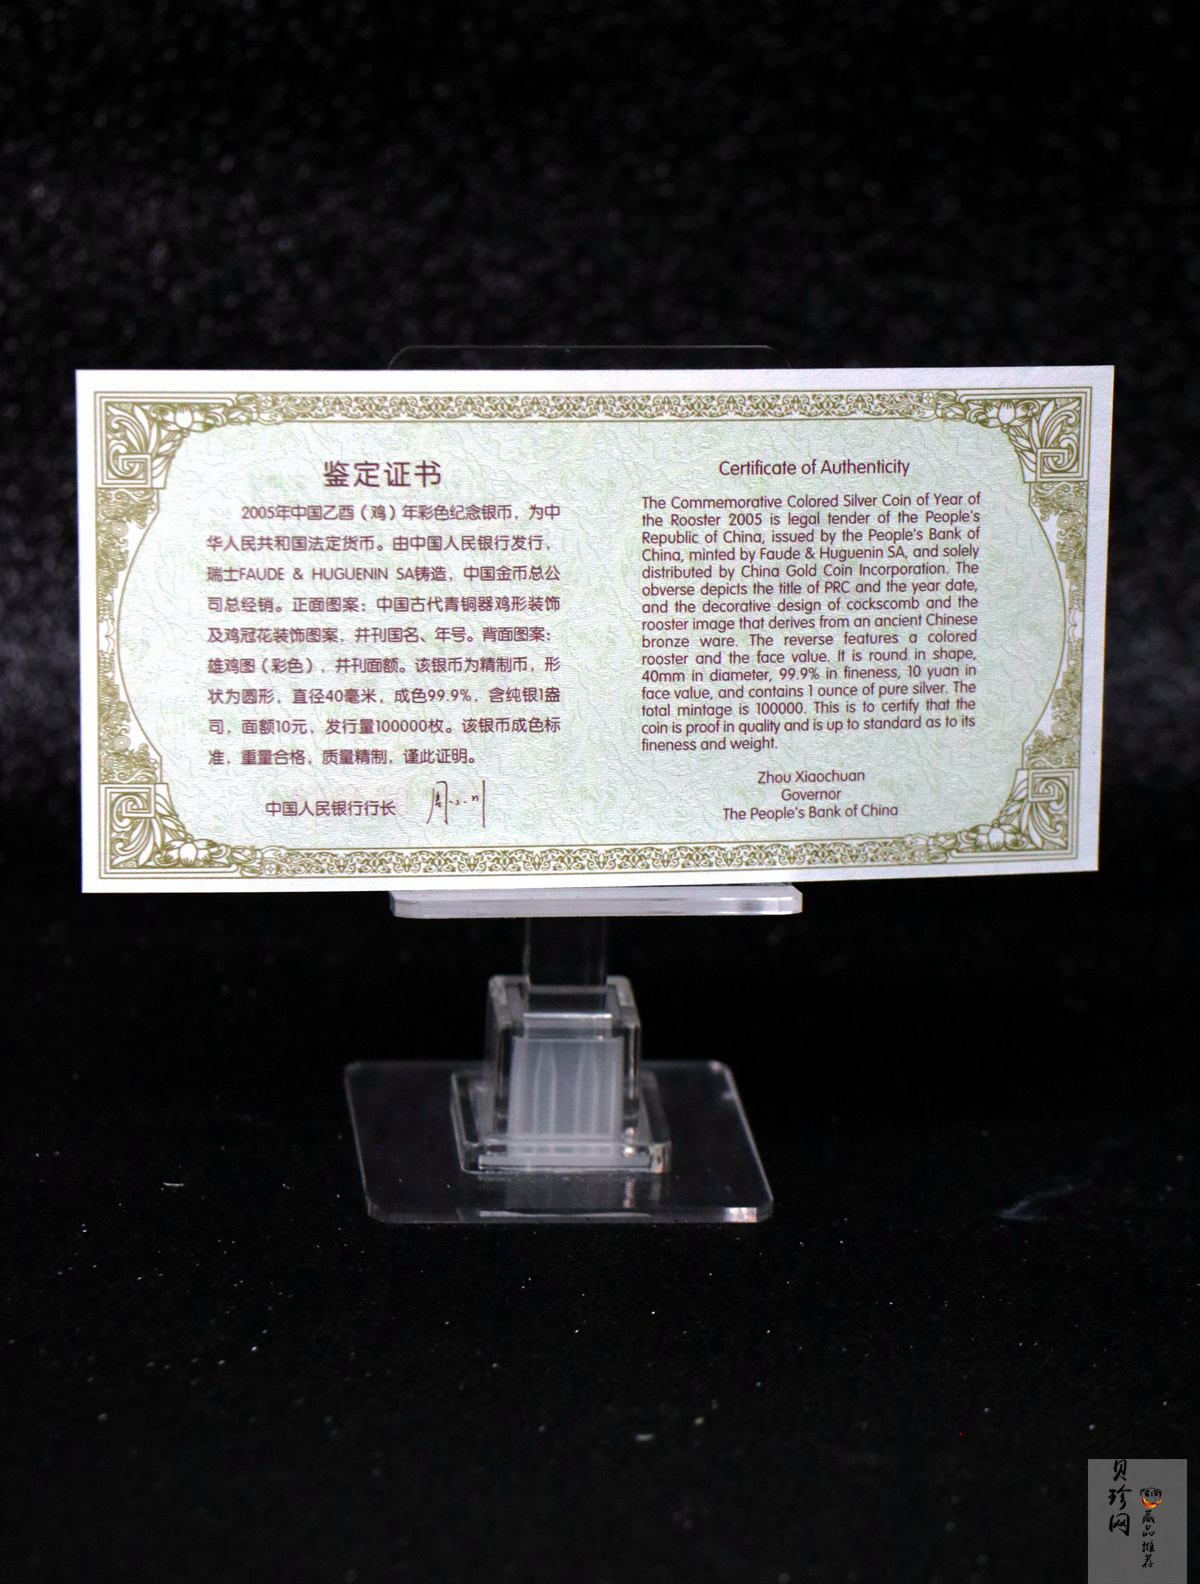 鉴定证书
2005年中国乙酉（鸡）年彩色纪念银币，为中
华人民共和国法定货币。由中国人民银行发行，
瑞士FAUDE & HUGUENIN SA铸造，中国金币总公
司总经销。正面图案：中国古代青铜器鸡形装饰
及鸡冠花装饰图案，并刊国名、年号。背面图案：
雄鸡图（彩色），并刊面额。该银币为精制币，形
状为圆形，直径40毫米，成色99.9%，含纯银1盎
司，面额10元，发行量100000枚。该银币成色标
准，重量合格，质量精制，谨此证明。
中国人民银行行长 周小川
Certificate of Authenticity
The Commemorative Colored Silver Coin of Year of
the Rooster 2005 is legal tender of the People's
Republic of China, issued by the People's Bank of
China, minted by Faude & Huguenin SA, and solely
distributed by China Gold Coin Incorporation. The
obverse depicts the title of PRC and the year date,
and the decorative design of cockscomb and the
rooster image that derives from an ancient Chinese
bronze ware. The reverse features a colored
rooster and the face value. It is round in shape,
40mm in diameter, 99.9% in fineness, 10 yuan in
face value, and contains 1 ounce of pure silver. The
total mintage is 100000. This is to certify that the
coin is proof in quality and is up to standard as to its
fineness and weight.
Zhou Xiaochuan
Governor
The People's Bank of China
贝珍网
藏品推荐